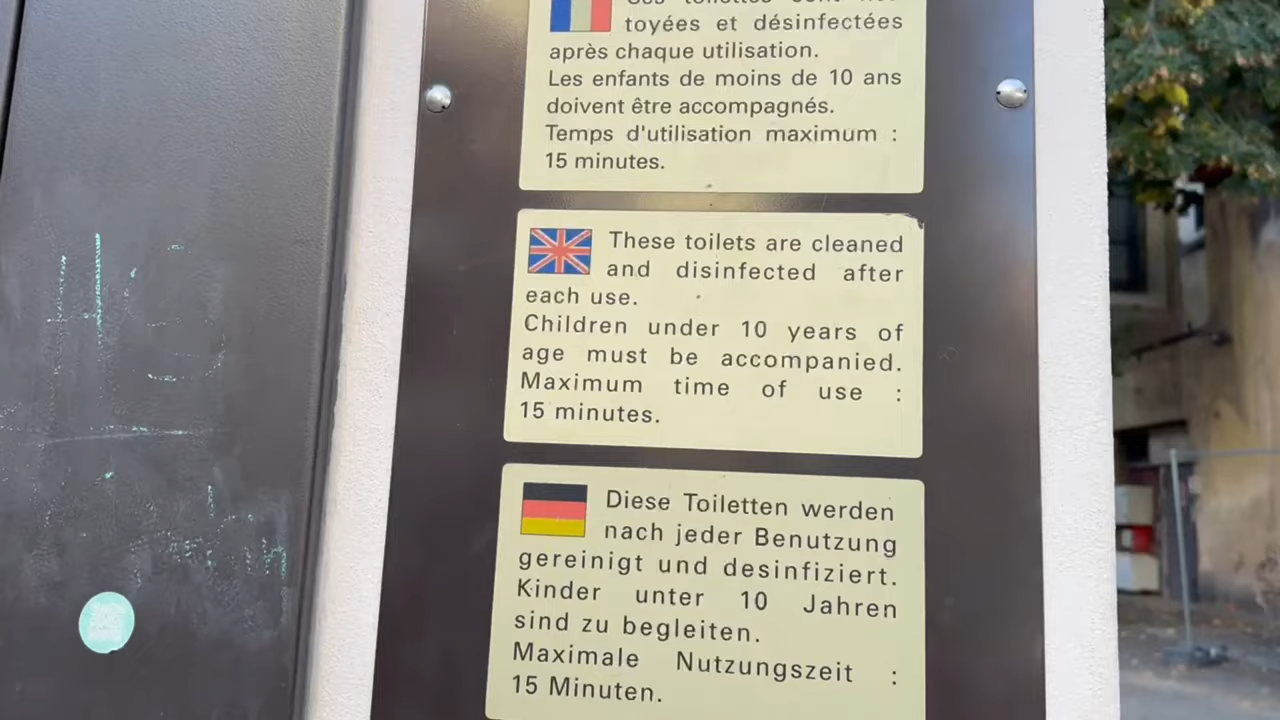 toyées et désinfectées
après chaque utilisation.
Les enfants de moins de 10 ans
doivent être accompagnés.
Temps d'utilisation maximum :
15 minutes.
These toilets are cleaned
and disinfected after
each use.
Children under 10 years of
age must be accompanied.
Maximum time of use :
15 minutes.
Diese Toiletten werden
nach jeder Benutzung
gereinigt und desinfiziert.
Kinder unter 10 Jahren
sind zu begleiten.
Maximale Nutzungszeit :
15 Minuten.